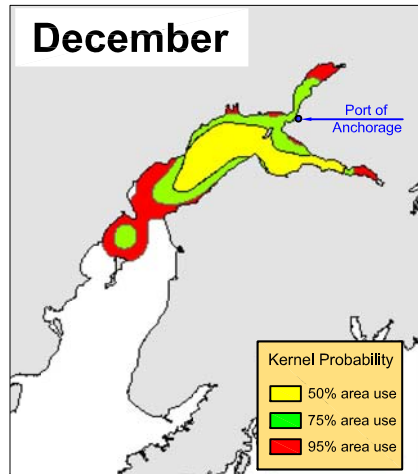 December
Port of
Anchorage
Kernel Probability
50% area use
75% area use
95% area use